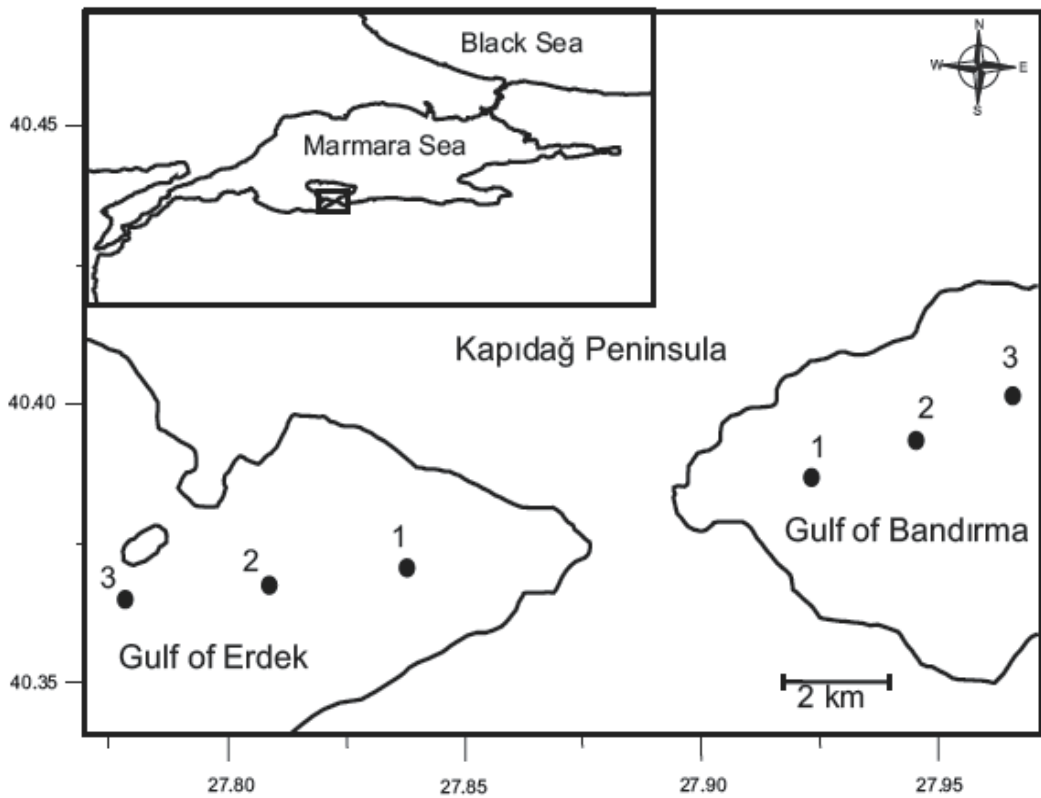 Black Sea
N
W
E
S
40.45
Marmara Sea
Kapıdağ Peninsula
3
40.40
2
1
Gulf of Bandırma
1
2
3
Gulf of Erdek
40.35
2 km
27.80
27.85
27.90
27.95